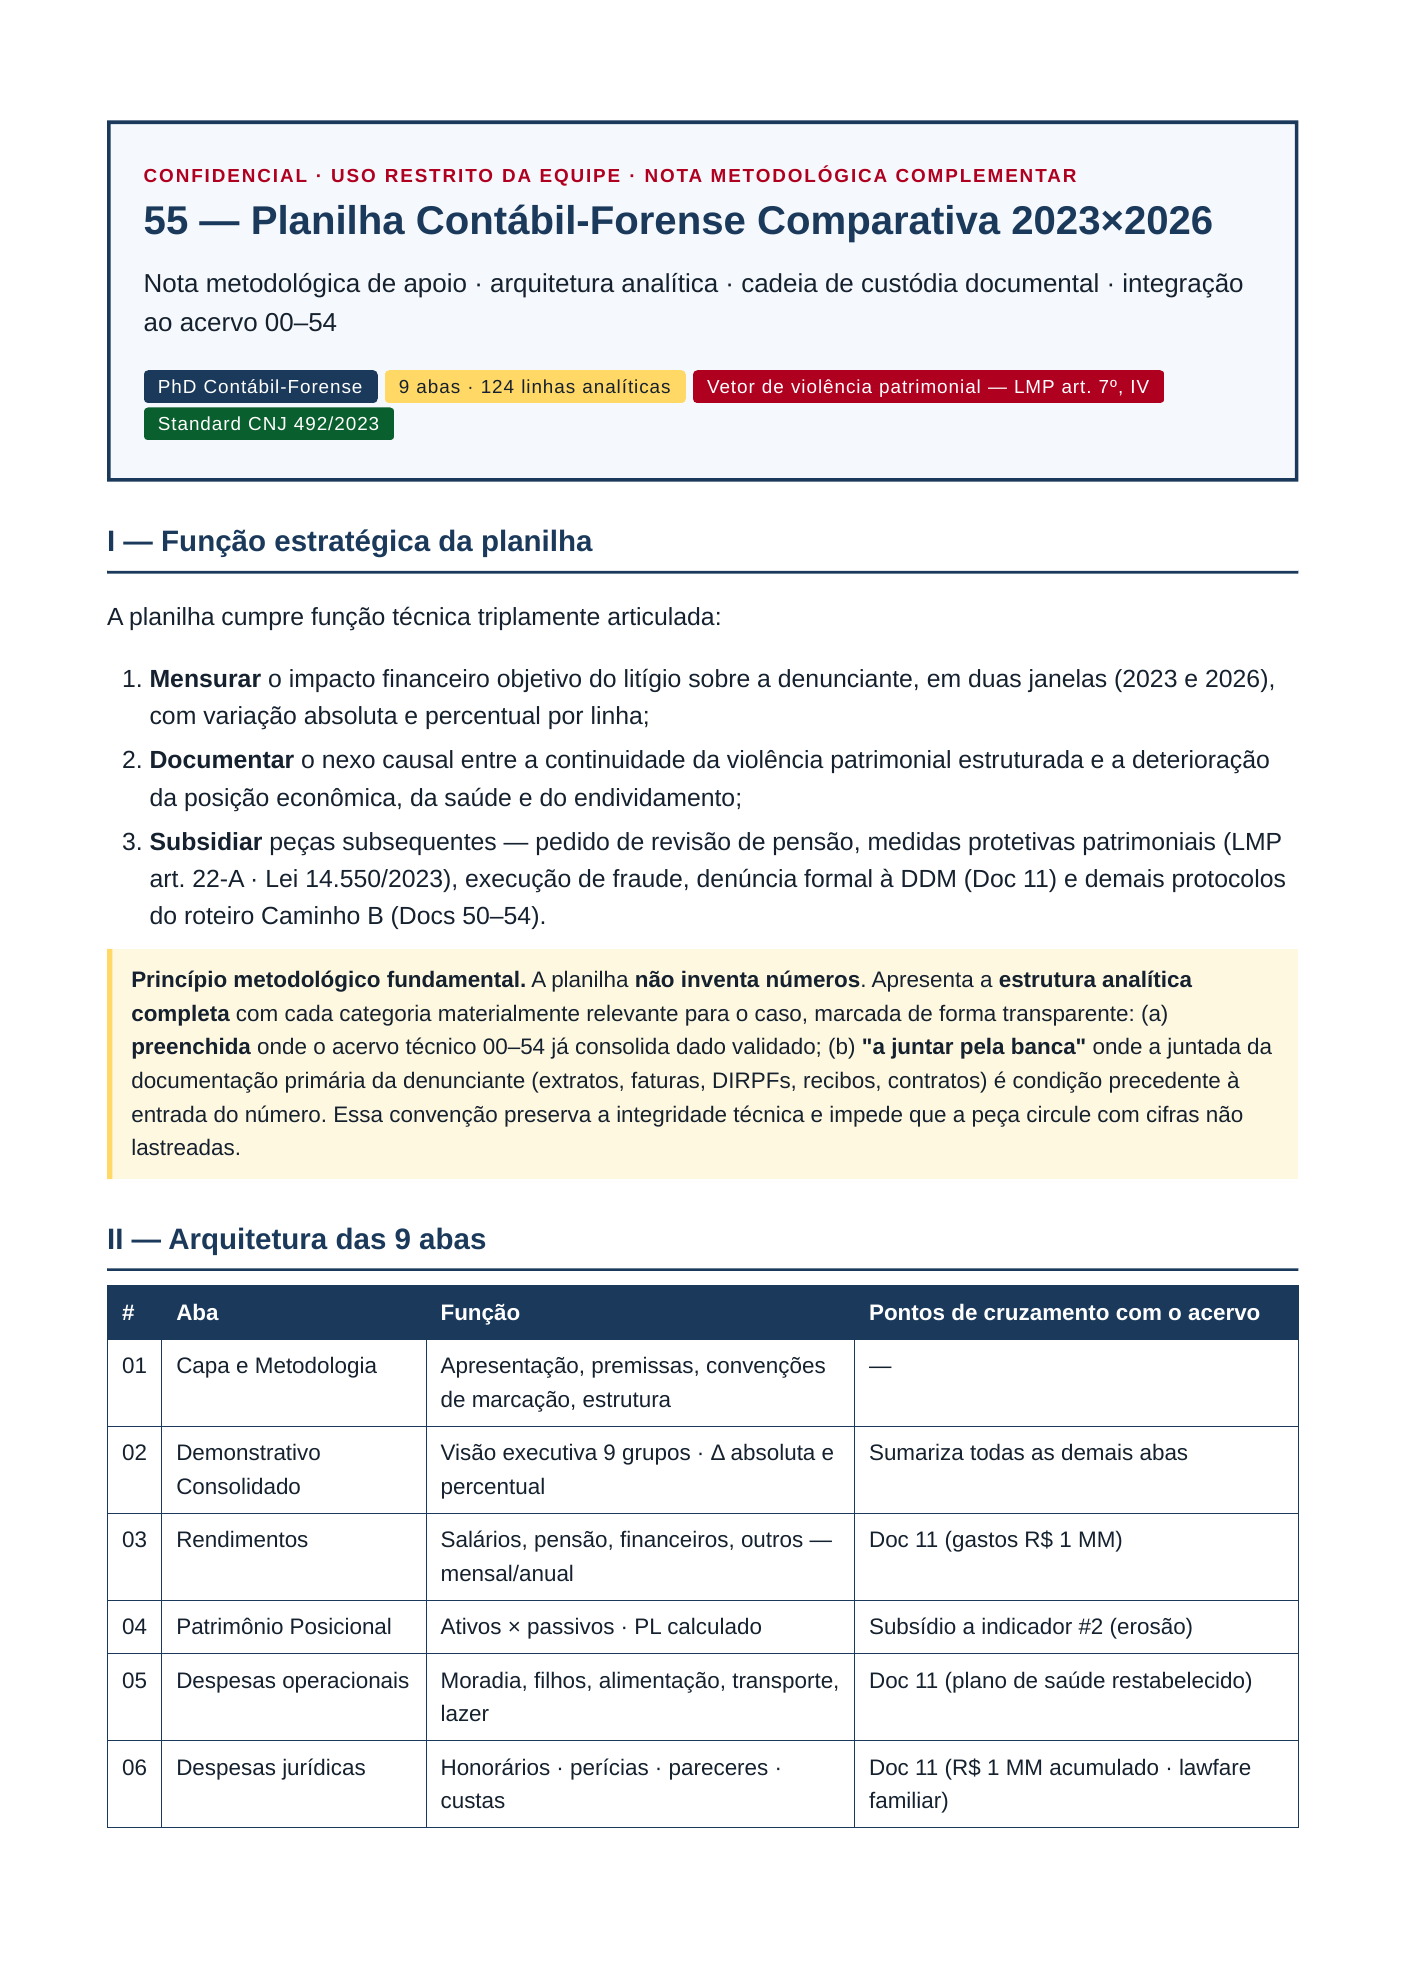 CONFIDENCIAL · USO RESTRITO DA EQUIPE · NOTA METODOLÓGICA COMPLEMENTAR
55 — Planilha Contábil-Forense Comparativa 2023×2026
Nota metodológica de apoio · arquitetura analítica · cadeia de custódia documental · integração
ao acervo 00–54
PhD Contábil-Forense 9 abas · 124 linhas analíticas Vetor de violência patrimonial — LMP art. 7º, IV
Standard CNJ 492/2023
I — Função estratégica da planilha
A planilha cumpre função técnica triplamente articulada:
1. Mensurar o impacto financeiro objetivo do litígio sobre a denunciante, em duas janelas (2023 e 2026),
com variação absoluta e percentual por linha;
2. Documentar o nexo causal entre a continuidade da violência patrimonial estruturada e a deterioração
da posição econômica, da saúde e do endividamento;
3. Subsidiar peças subsequentes — pedido de revisão de pensão, medidas protetivas patrimoniais (LMP
art. 22-A · Lei 14.550/2023), execução de fraude, denúncia formal à DDM (Doc 11) e demais protocolos
do roteiro Caminho B (Docs 50–54).
Princípio metodológico fundamental. A planilha não inventa números. Apresenta a estrutura analítica
completa com cada categoria materialmente relevante para o caso, marcada de forma transparente: (a)
preenchida onde o acervo técnico 00–54 já consolida dado validado; (b) "a juntar pela banca" onde a juntada da
documentação primária da denunciante (extratos, faturas, DIRPFs, recibos, contratos) é condição precedente à
entrada do número. Essa convenção preserva a integridade técnica e impede que a peça circule com cifras não
lastreadas.
II — Arquitetura das 9 abas
# Aba Função Pontos de cruzamento com o acervo
01 Capa e Metodologia Apresentação, premissas, convenções —
de marcação, estrutura
02 Demonstrativo Visão executiva 9 grupos · Δ absoluta e Sumariza todas as demais abas
Consolidado percentual
03 Rendimentos Salários, pensão, financeiros, outros — Doc 11 (gastos R$ 1 MM)
mensal/anual
04 Patrimônio Posicional Ativos × passivos · PL calculado Subsídio a indicador #2 (erosão)
05 Despesas operacionais Moradia, filhos, alimentação, transporte, Doc 11 (plano de saúde restabelecido)
lazer
06 Despesas jurídicas Honorários · perícias · pareceres · Doc 11 (R$ 1 MM acumulado · lawfare
custas familiar)